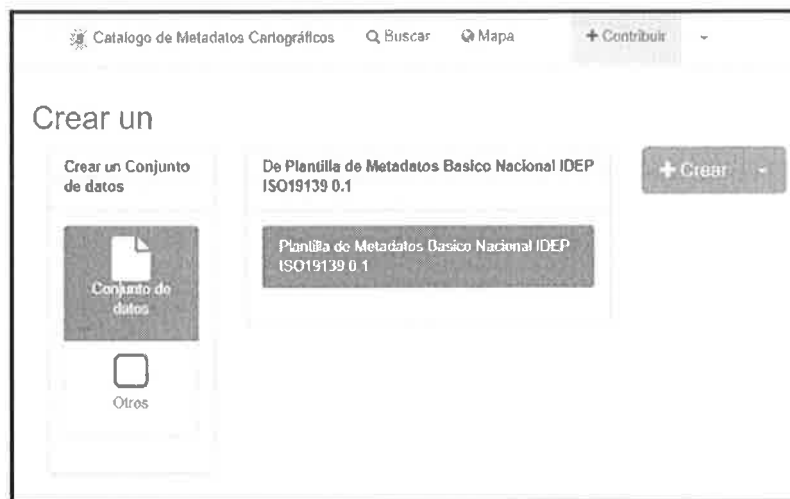 Catalogo de Metadatos Cartográficos Buscar Mapa + Contribuir
Crear un
Crear un Conjunto
de datos
De Plantilla de Metadatos Basico Nacional IDEP
ISO19139 0.1
+ Crear
Plantilla de Metadatos Basico Nacional IDEP
ISO19139 0.1
Conjunto de
datos
Otros